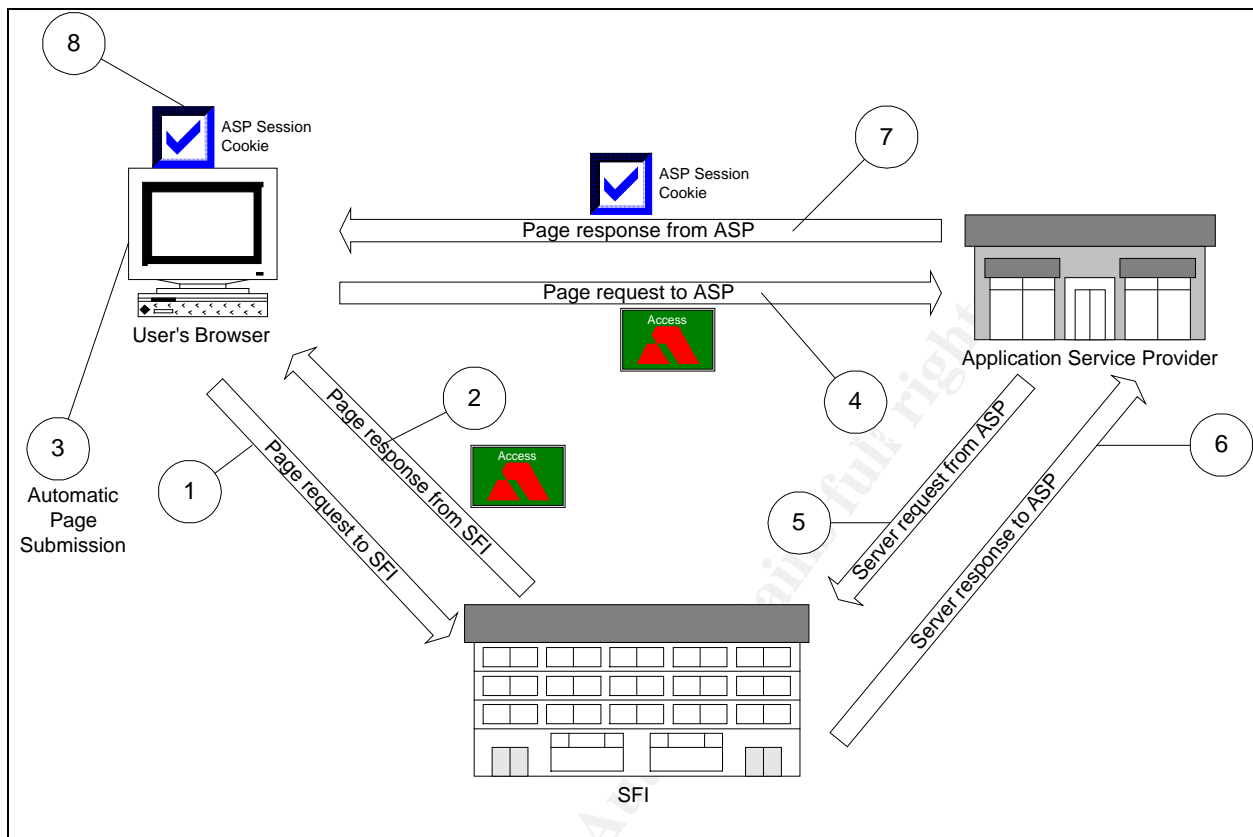 8
ASP Session
Cookie
7
ASP Session
Cookie
Page response from ASP
Page request to ASP
User's Browser
Access
Application Service Provider
2
4
3
Automatic
Page
Submission
1
Page request to SFI
Page response from SFI
Access
5
Server request from ASP
6
Server response to ASP
SFI
full right